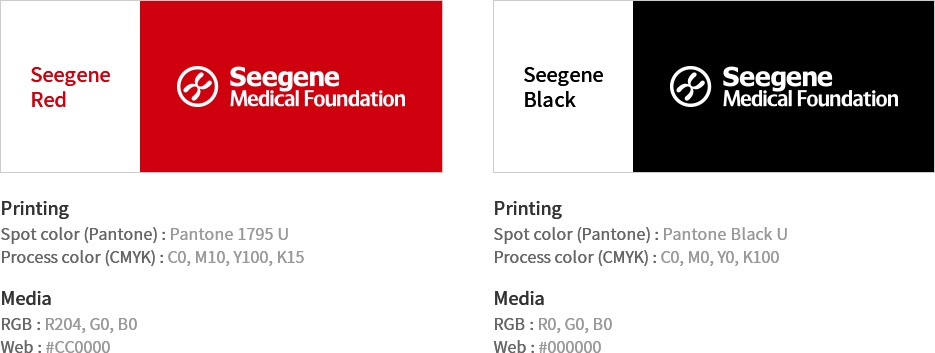 Seegene
Red
Seegene
Medical Foundation
Printing
Spot color (Pantone) : Pantone 1795 U
Process color (CMYK) : C0, M10, Y100, K15
Media
RGB : R204, G0, B0
Web : #CC0000
Seegene
Black
Seegene
Medical Foundation
Printing
Spot color (Pantone) : Pantone Black U
Process color (CMYK) : C0, M0, Y0, K100
Media
RGB : R0, G0, B0
Web : #000000